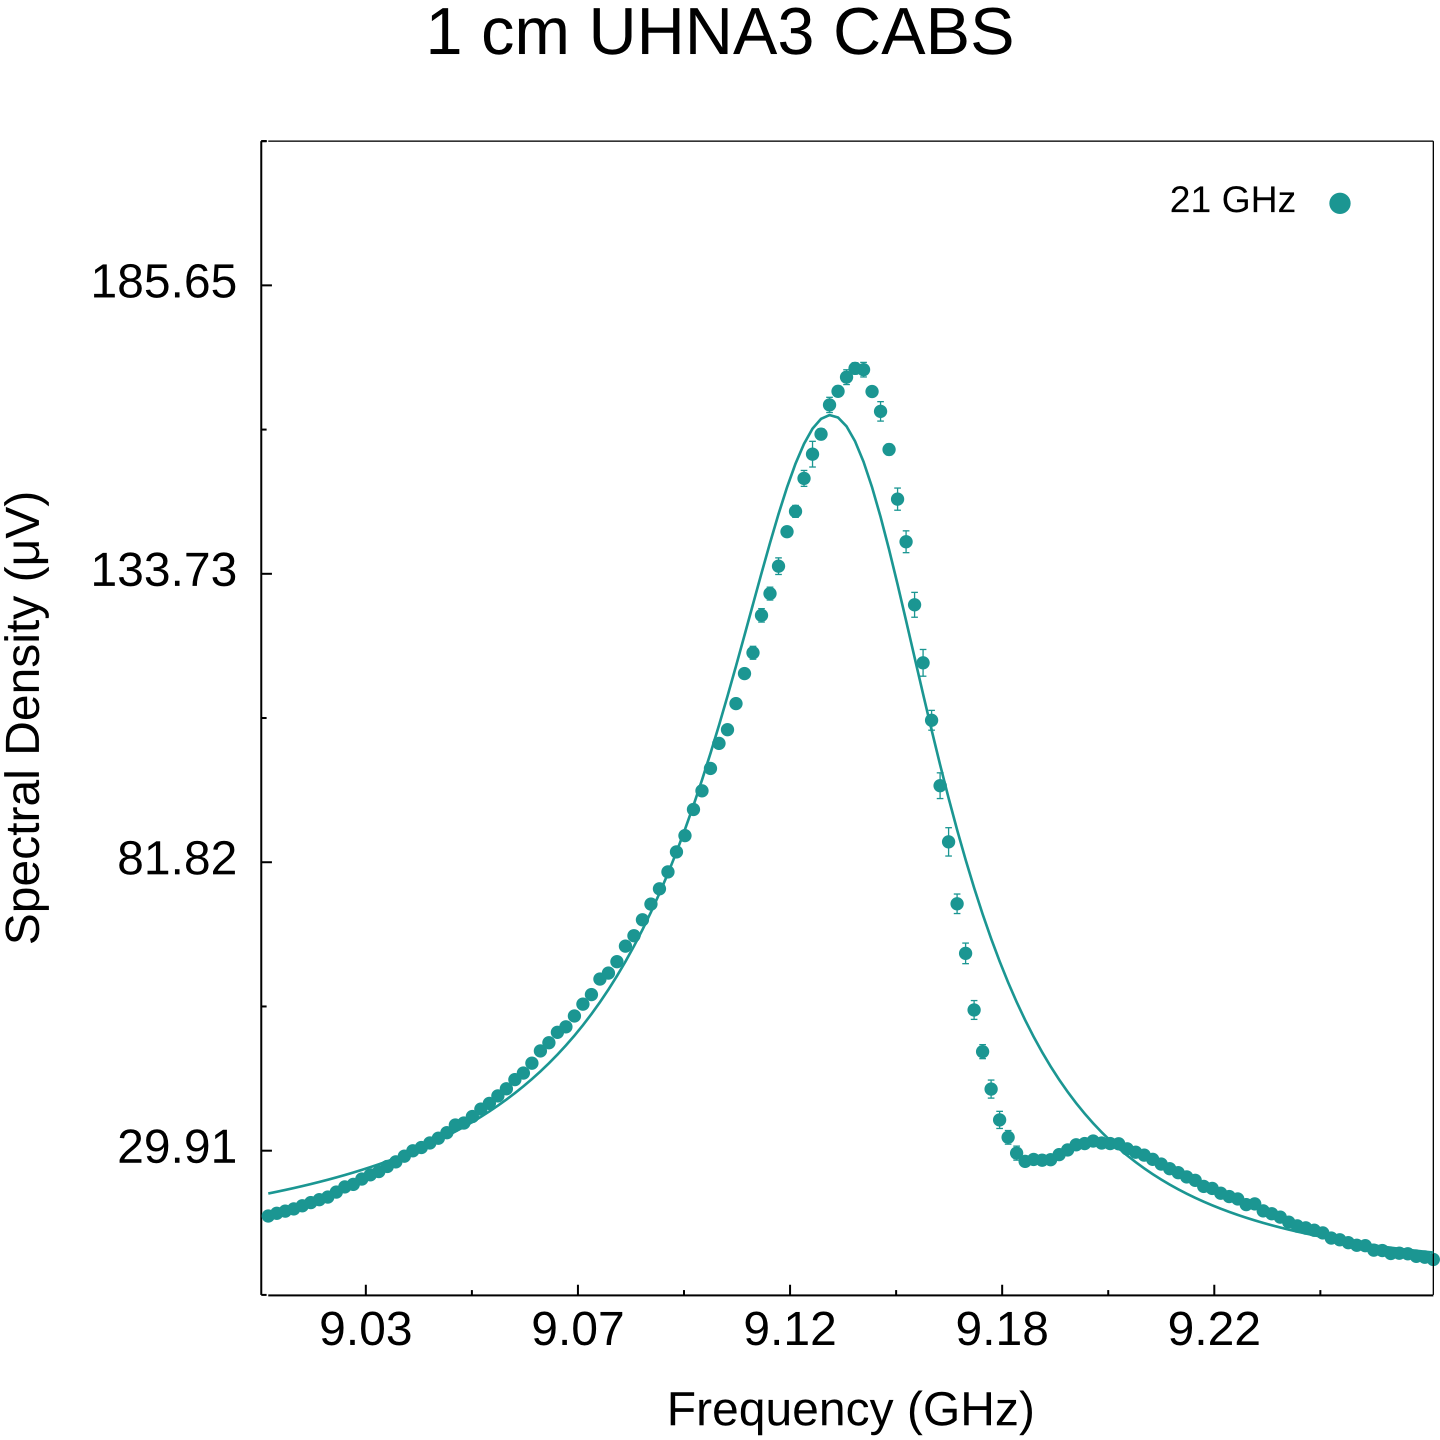 1 cm UHNA3 CABS
21 GHz
185.65
133.73
81.82
29.91
Spectral Density (μV)
9.03 9.07 9.12 9.18 9.22
Frequency (GHz)